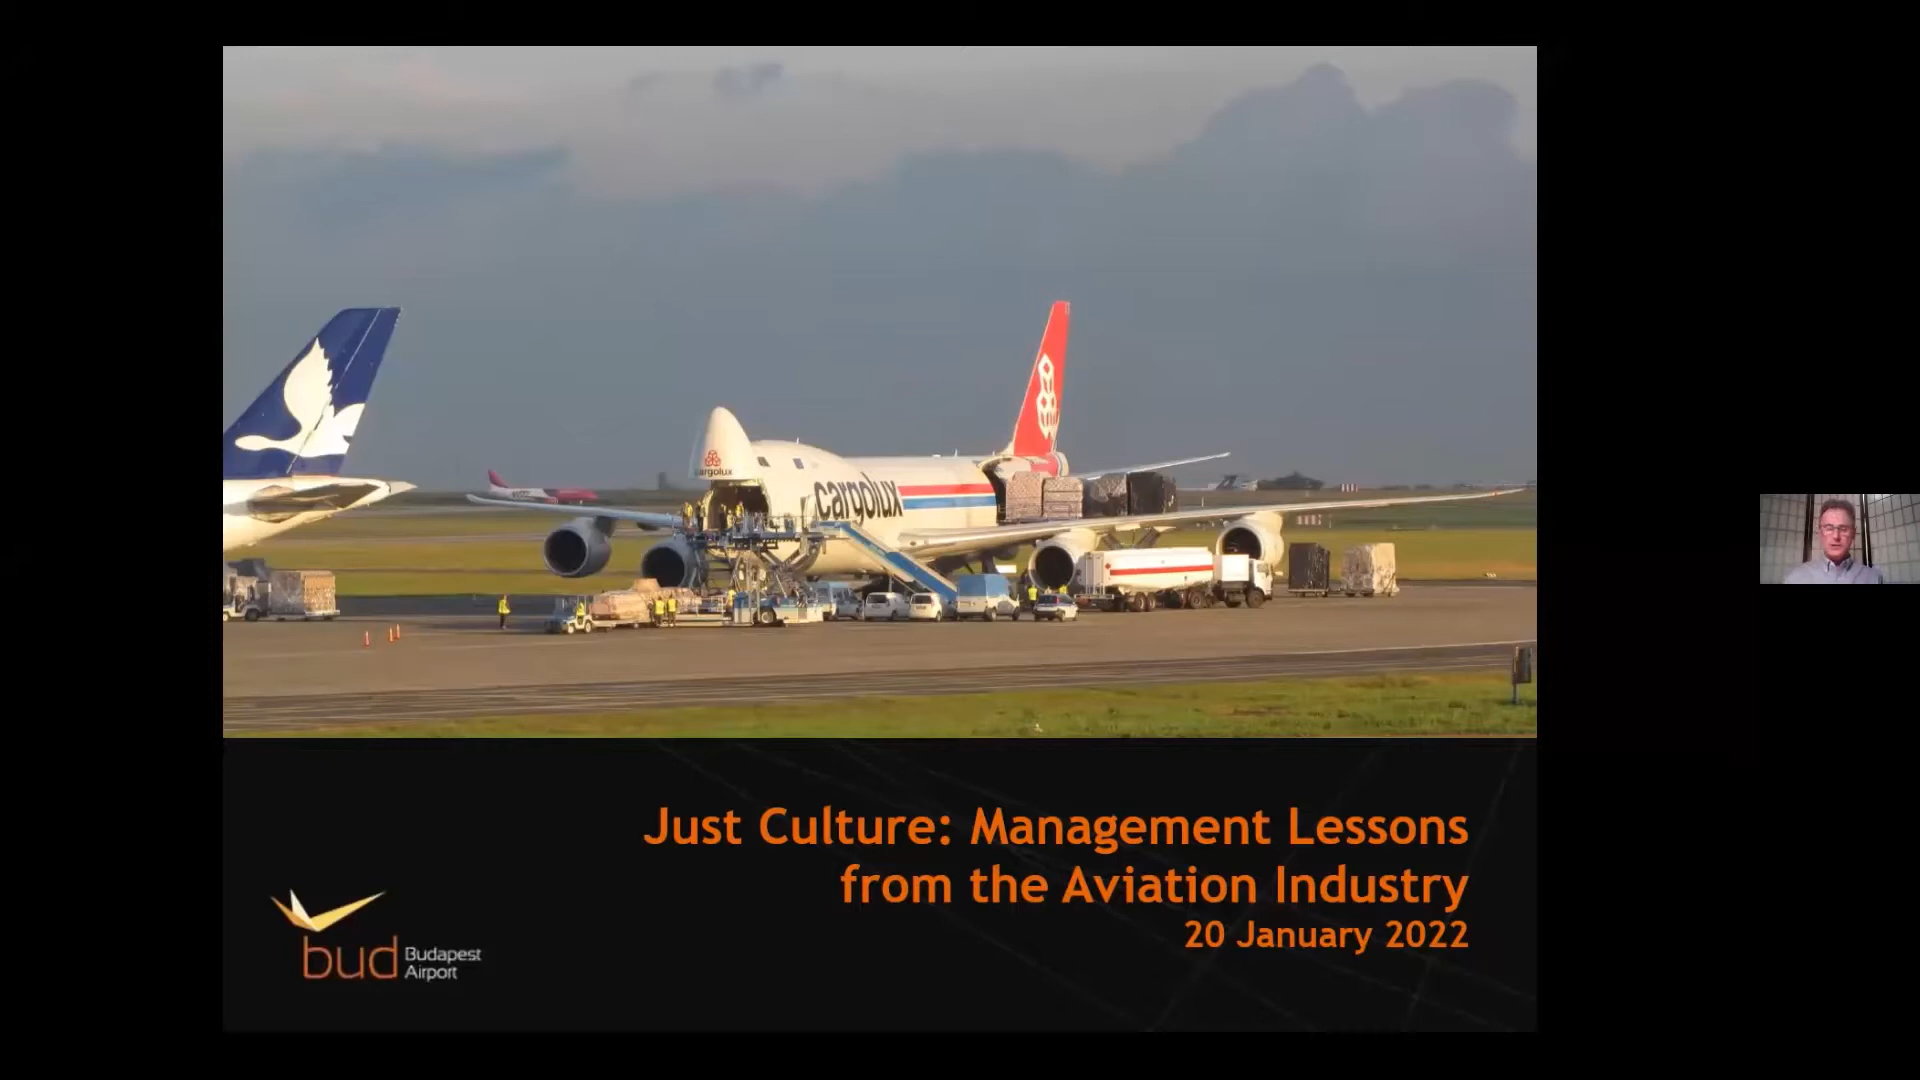 cargolux
cargolux
Just Culture: Management Lessons
from the Aviation Industry
20 January 2022
bud Budapest
Airport